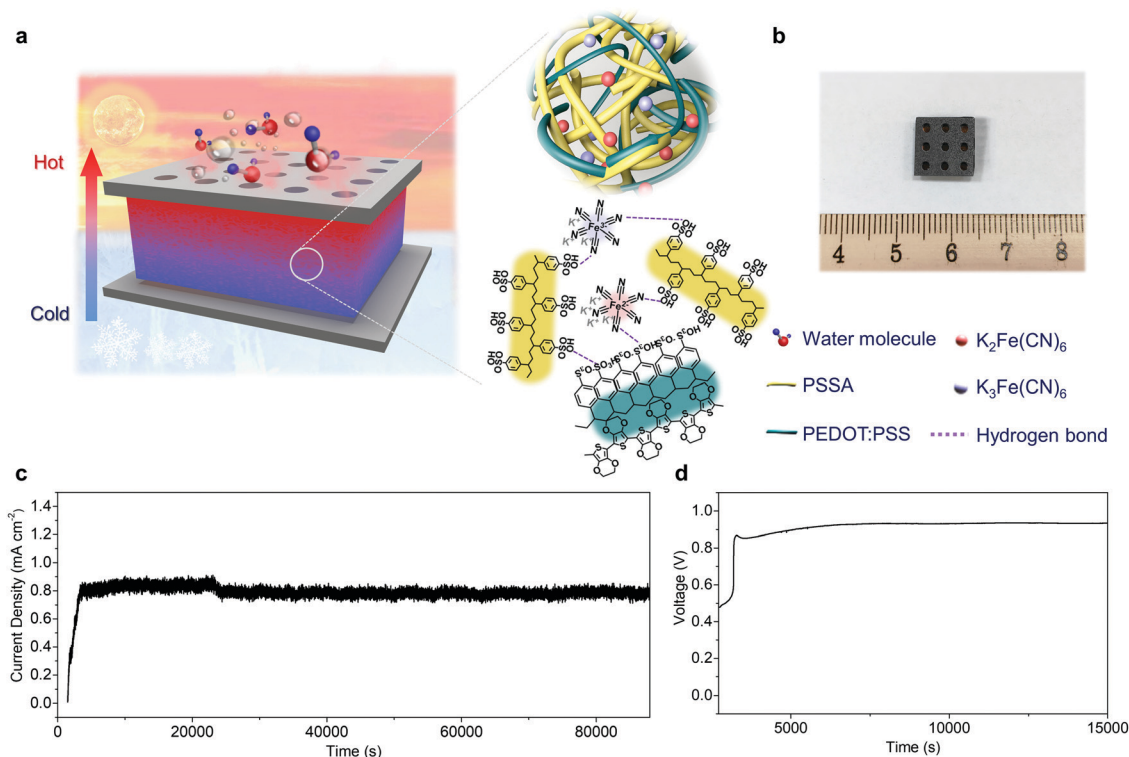 a
b
Hot
Cold
4 5 6 7 8
Water molecule
K₂Fe(CN)₆
PSSA
K₃Fe(CN)₆
PEDOT:PSS
Hydrogen bond
c
d
Current Density (mA cm⁻²)
1.4
1.2
1.0
0.8
0.6
0.4
0.2
0.0
0 20000 40000 60000 80000
Time (s)
Voltage (V)
1.0
0.8
0.6
0.4
0.2
0.0
5000 10000 15000
Time (s)